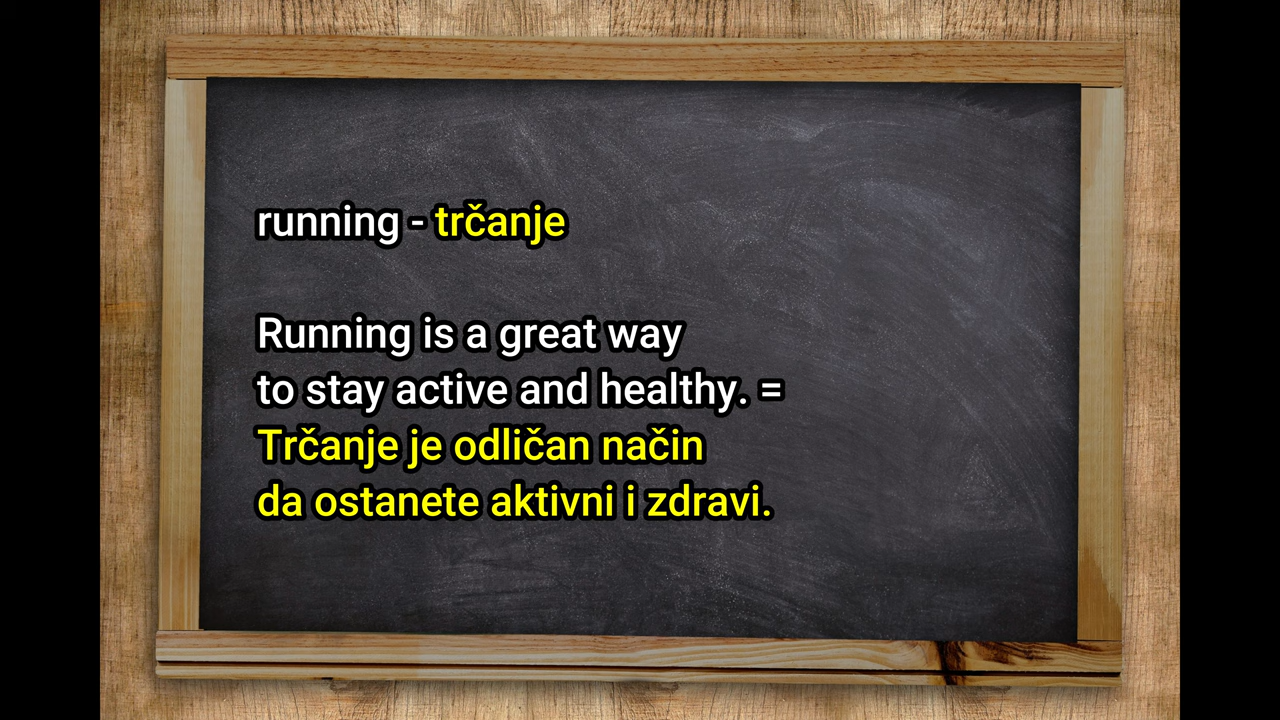 running - trčanje
Running is a great way
to stay active and healthy. =
Trčanje je odličan način
da ostanete aktivni i zdravi.